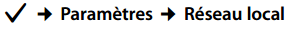 ✓ → Paramètres → Réseau local